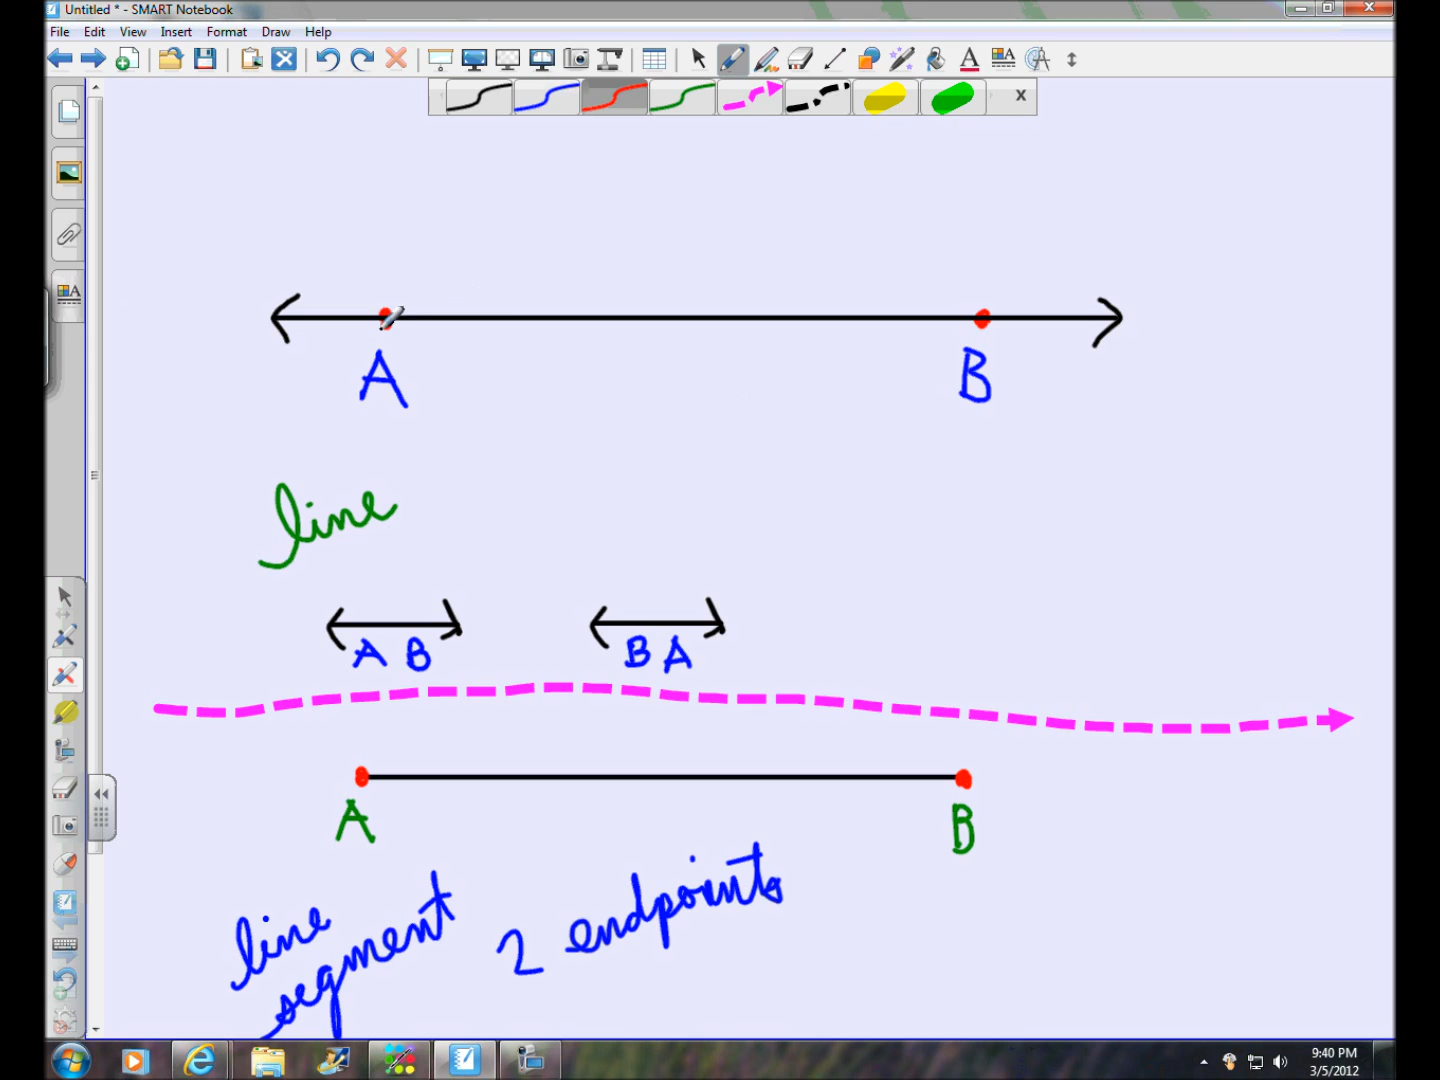 Untitled * - SMART Notebook
File Edit View Insert Format Draw Help
A
B
line
A B
B A
A
B
line
segment
2 endpoints
9:40 PM
3/5/2012